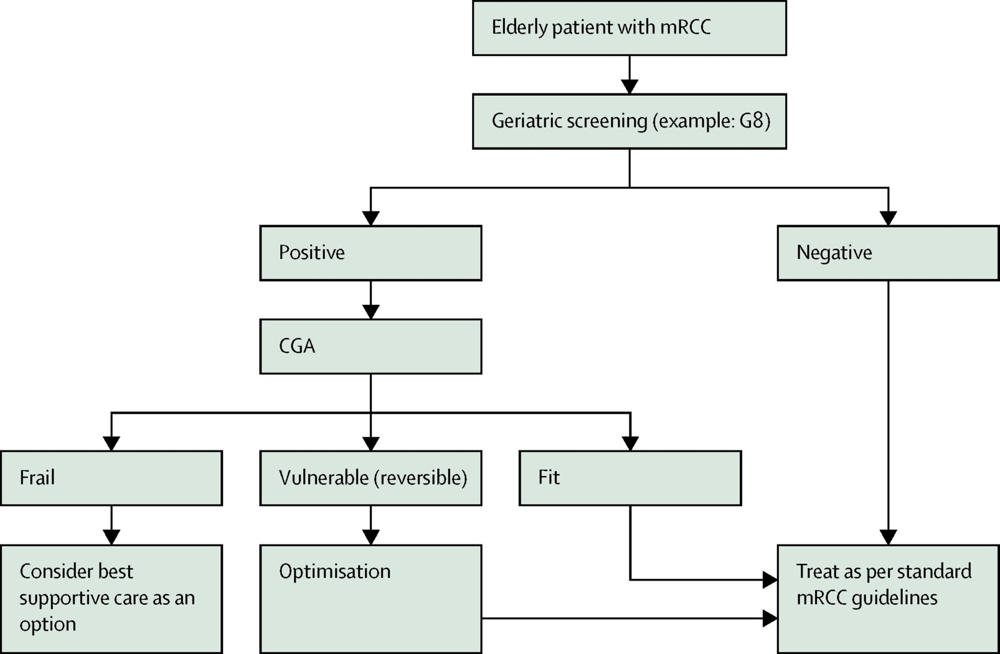 Elderly patient with mRCC
Geriatric screening (example: G8)
Positive
Negative
CGA
Frail
Vulnerable (reversible)
Fit
Consider best
supportive care as an
option
Optimisation
Treat as per standard
mRCC guidelines